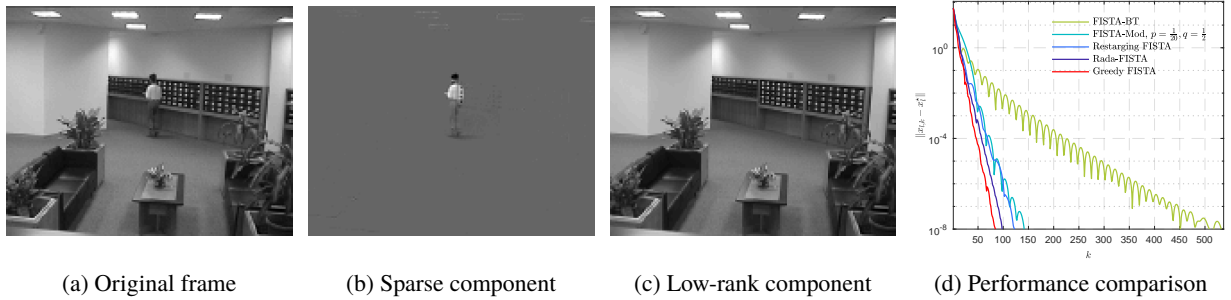 FISTA-BT
FISTA-Mod, p = 1/20, q = 1/2
Restarging FISTA
Rada-FISTA
Greedy FISTA
10^0
10^-4
10^-8
||x_{l,k} − x_l^⋆||
50 100 150 200 250 300 350 400 450 500
k
(a) Original frame
(b) Sparse component
(c) Low-rank component
(d) Performance comparison